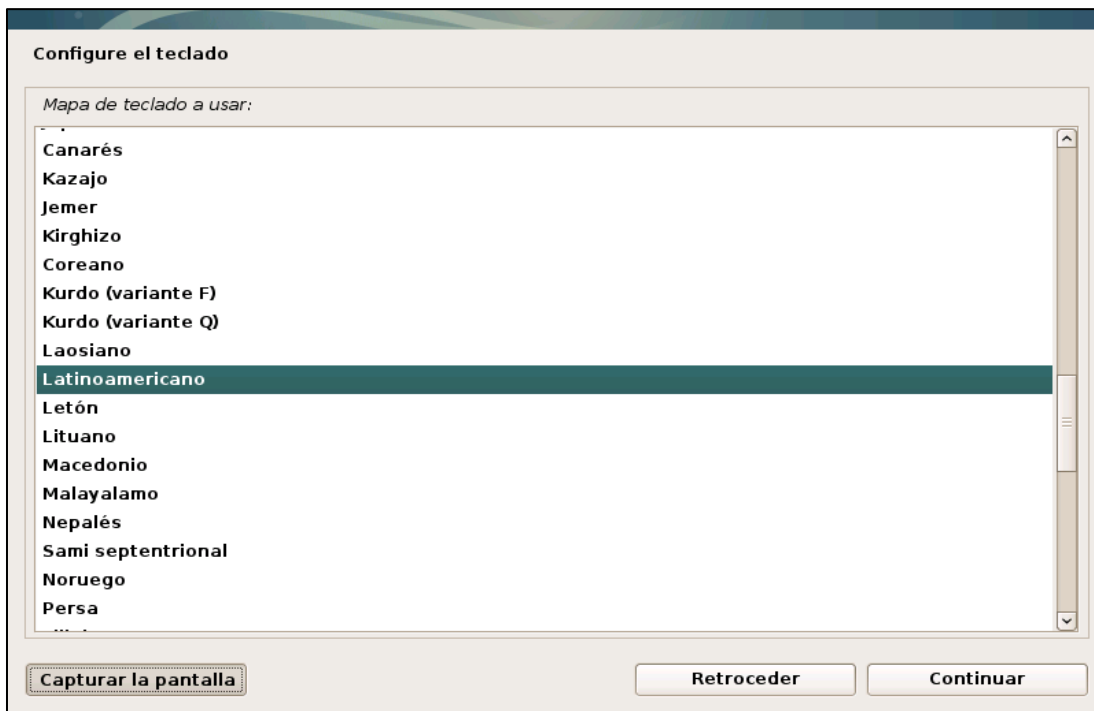 Configure el teclado
Mapa de teclado a usar:
Canarés
Kazajo
Jemer
Kirghizo
Coreano
Kurdo (variante F)
Kurdo (variante Q)
Laosiano
Latinoamericano
Letón
Lituano
Macedonio
Malayalamo
Nepalés
Sami septentrional
Noruego
Persa
Capturar la pantalla
Retroceder
Continuar